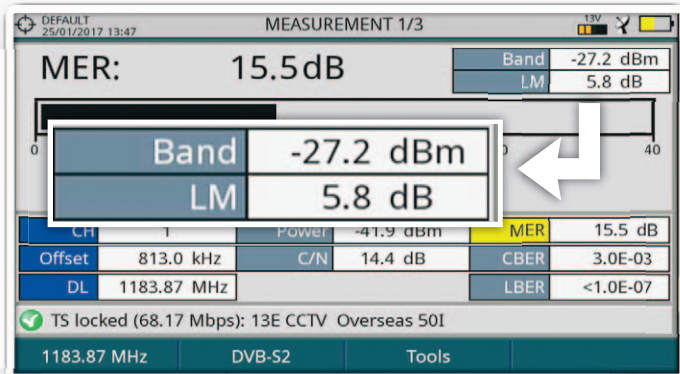 DEFAULT
25/01/2017 13:47
MEASUREMENT 1/3
13V
MER: 15.5dB
Band -27.2 dBm
LM 5.8 dB
0 40
Band -27.2 dBm
LM 5.8 dB
CH 1 Power -41.9 dBm MER 15.5 dB
Offset 813.0 kHz C/N 14.4 dB CBER 3.0E-03
DL 1183.87 MHz LBER <1.0E-07
TS locked (68.17 Mbps): 13E CCTV Overseas 50I
1183.87 MHz DVB-S2 Tools